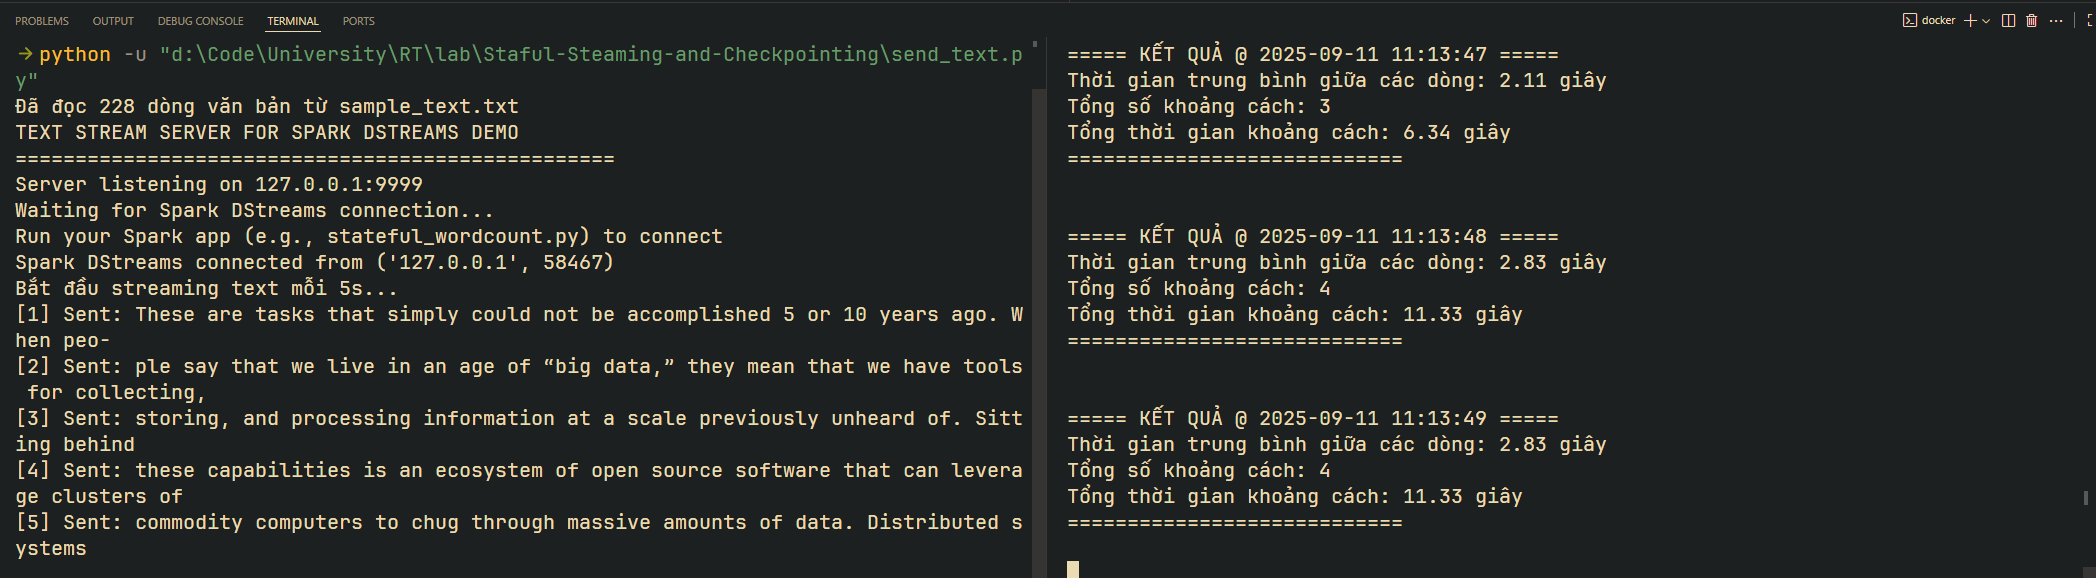 PROBLEMS OUTPUT DEBUG CONSOLE TERMINAL PORTS
docker
python -u "d:\Code\University\RT\lab\Staful-Steaming-and-Checkpointing\send_text.p
y"
Đã đọc 228 dòng văn bản từ sample_text.txt
TEXT STREAM SERVER FOR SPARK DSTREAMS DEMO
==================================================
Server listening on 127.0.0.1:9999
Waiting for Spark DStreams connection...
Run your Spark app (e.g., stateful_wordcount.py) to connect
Spark DStreams connected from ('127.0.0.1', 58467)
Bắt đầu streaming text mỗi 5s...
[1] Sent: These are tasks that simply could not be accomplished 5 or 10 years ago. W
hen peo-
[2] Sent: ple say that we live in an age of “big data,” they mean that we have tools
for collecting,
[3] Sent: storing, and processing information at a scale previously unheard of. Sitt
ing behind
[4] Sent: these capabilities is an ecosystem of open source software that can levera
ge clusters of
[5] Sent: commodity computers to chug through massive amounts of data. Distributed s
ystems
===== KẾT QUẢ @ 2025-09-11 11:13:47 =====
Thời gian trung bình giữa các dòng: 2.11 giây
Tổng số khoảng cách: 3
Tổng thời gian khoảng cách: 6.34 giây
============================
===== KẾT QUẢ @ 2025-09-11 11:13:48 =====
Thời gian trung bình giữa các dòng: 2.83 giây
Tổng số khoảng cách: 4
Tổng thời gian khoảng cách: 11.33 giây
============================
===== KẾT QUẢ @ 2025-09-11 11:13:49 =====
Thời gian trung bình giữa các dòng: 2.83 giây
Tổng số khoảng cách: 4
Tổng thời gian khoảng cách: 11.33 giây
============================